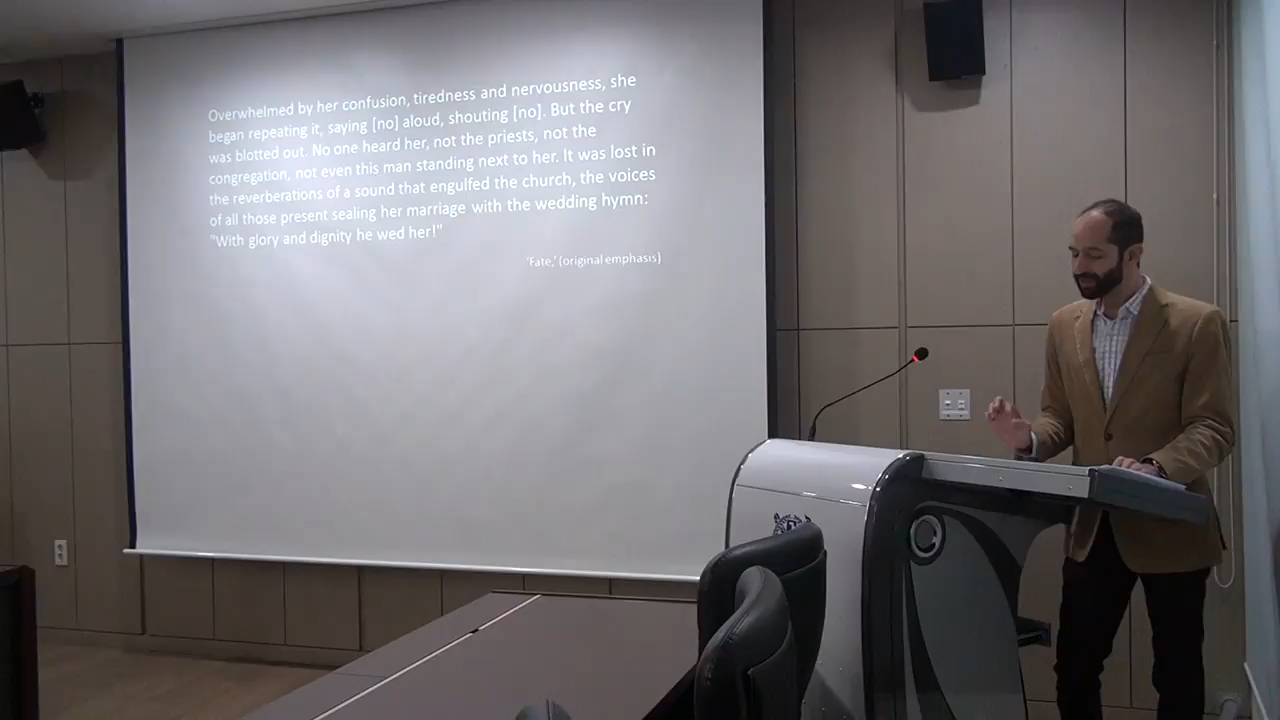 Overwhelmed by her confusion, tiredness and nervousness, she
began repeating it, saying [no] aloud, shouting [no]. But the cry
was blotted out. No one heard her, not the priests, not the
congregation, not even this man standing next to her. It was lost in
the reverberations of a sound that engulfed the church, the voices
of all those present sealing her marriage with the wedding hymn:
"With glory and dignity he wed her!"
'Fate,' (original emphasis)